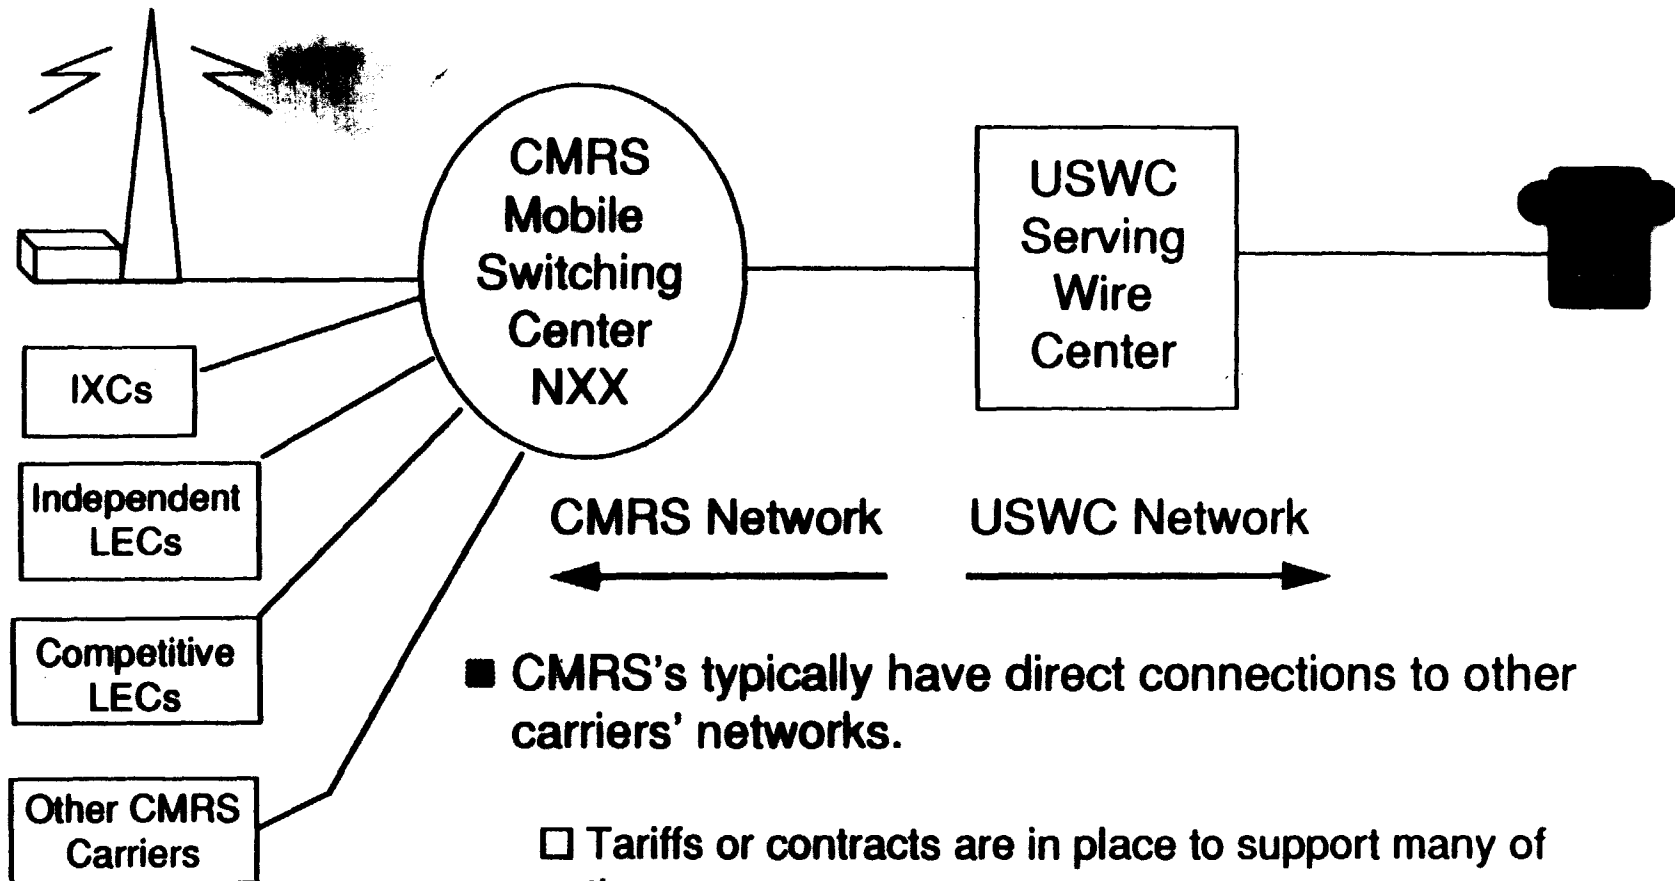 CMRS
Mobile
Switching
Center
NXX
USWC
Serving
Wire
Center
IXCs
Independent
LECs
Competitive
LECs
Other CMRS
Carriers
CMRS Network
USWC Network
■ CMRS's typically have direct connections to other
carriers' networks.
□ Tariffs or contracts are in place to support many of